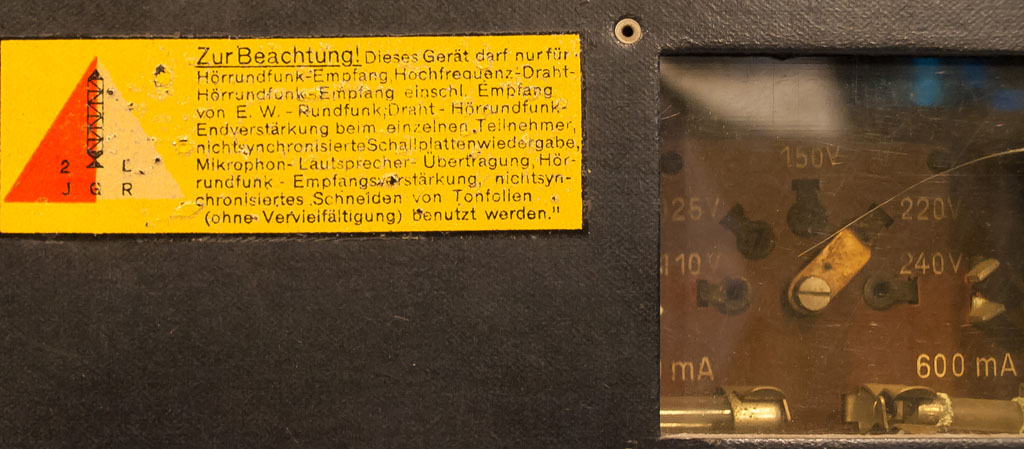 Zur Beachtung! Dieses Gerät darf nur für
Hörrundfunk-Empfang, Hochfrequenz-Draht-
Hörrundfunk-Empfang einschl. Empfang
von E. W. - Rundfunk, Draht - Hörrundfunk-
Endverstärkung beim einzelnen Teilnehmer,
nichtsynchronisierte Schallplattenwiedergabe,
Mikrophon-Lautsprecher-Übertragung, Hör-
rundfunk - Empfangsverstärkung, nichtsyn-
chronisiertes Schneiden von Tonfolien
(ohne Vervielfältigung) benutzt werden."
2 L
J G R
150V
125V
220V
110V
240V
mA
600 mA